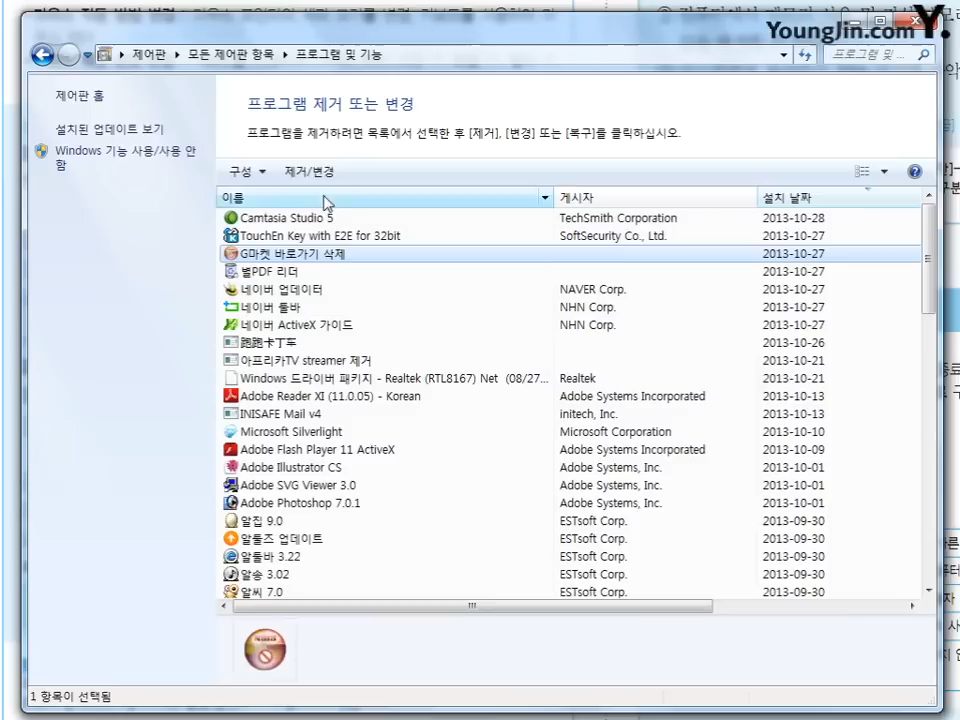 YoungJin.com Y.
제어판 ▸ 모든 제어판 항목 ▸ 프로그램 및 기능
프로그램 및 ...
제어판 홈
설치된 업데이트 보기
Windows 기능 사용/사용 안
함
프로그램 제거 또는 변경
프로그램을 제거하려면 목록에서 선택한 후 [제거], [변경] 또는 [복구]를 클릭하십시오.
구성 제거/변경
이름 게시자 설치 날짜
Camtasia Studio 5 TechSmith Corporation 2013-10-28
TouchEn Key with E2E for 32bit SoftSecurity Co., Ltd. 2013-10-27
G마켓 바로가기 삭제 2013-10-27
별PDF 리더 2013-10-27
네이버 업데이터 NAVER Corp. 2013-10-27
네이버 툴바 NHN Corp. 2013-10-27
네이버 ActiveX 가이드 NHN Corp. 2013-10-27
跑跑卡丁车 2013-10-26
아프리카TV streamer 제거 2013-10-21
Windows 드라이버 패키지 - Realtek (RTL8167) Net (08/27... Realtek 2013-10-21
Adobe Reader XI (11.0.05) - Korean Adobe Systems Incorporated 2013-10-13
INISAFE Mail v4 initech, Inc. 2013-10-13
Microsoft Silverlight Microsoft Corporation 2013-10-10
Adobe Flash Player 11 ActiveX Adobe Systems Incorporated 2013-10-09
Adobe Illustrator CS Adobe Systems, Inc. 2013-10-01
Adobe SVG Viewer 3.0 Adobe Systems, Inc. 2013-10-01
Adobe Photoshop 7.0.1 Adobe Systems, Inc. 2013-10-01
알집 9.0 ESTsoft Corp. 2013-09-30
알툴즈 업데이트 ESTsoft Corp. 2013-09-30
알툴바 3.22 ESTsoft Corp. 2013-09-30
알송 3.02 ESTsoft Corp. 2013-09-30
알씨 7.0 ESTsoft Corp. 2013-09-30
1 항목이 선택됨